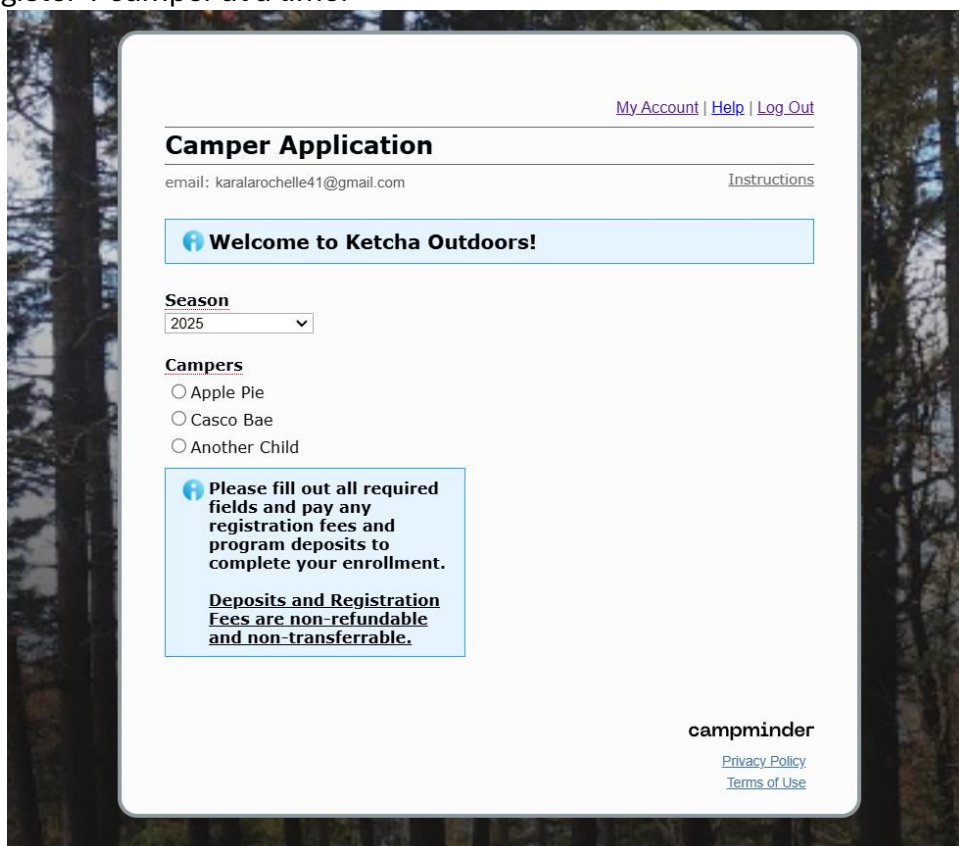 gister 1 camper at a time.
My Account | Help | Log Out
Camper Application
email: karalarochelle41@gmail.com
Instructions
Welcome to Ketcha Outdoors!
Season
2025
Campers
Apple Pie
Casco Bae
Another Child
Please fill out all required
fields and pay any
registration fees and
program deposits to
complete your enrollment.
Deposits and Registration
Fees are non-refundable
and non-transferrable.
campminder
Privacy Policy
Terms of Use